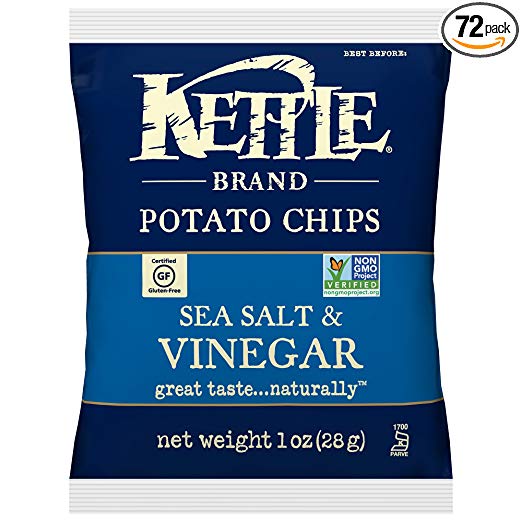 72
pack
BEST BEFORE:
KETTLE®
BRAND
POTATO CHIPS
Certified
GF
Gluten-Free
NON
GMO
Project
VERIFIED
nongmoproject.org
SEA SALT &
VINEGAR
great taste...naturally™
net weight 1 oz (28 g)
1700
PARVE